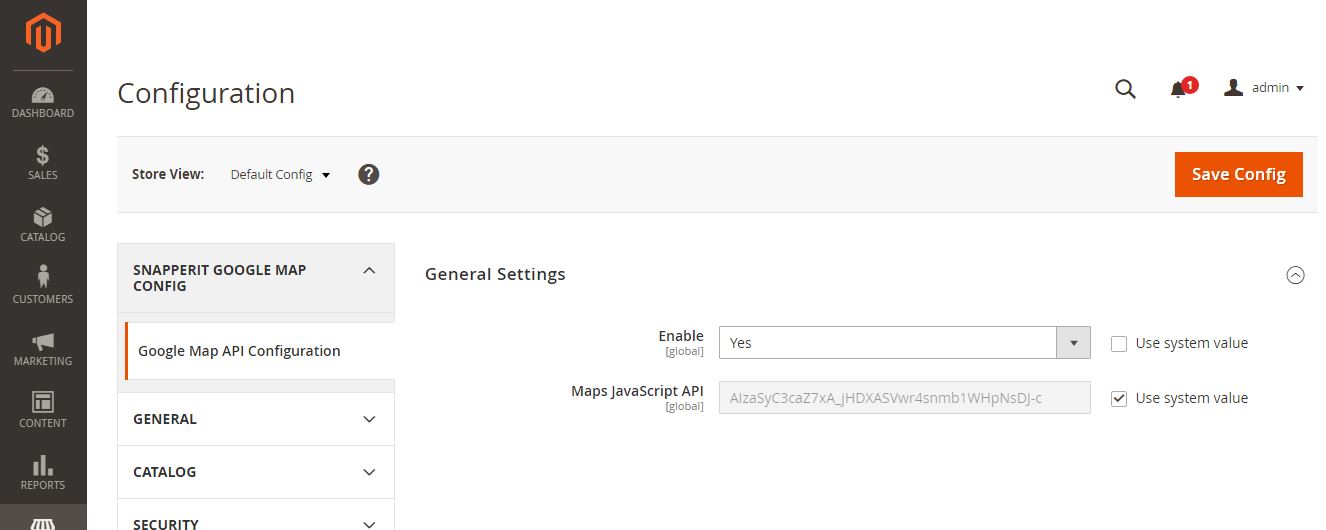 Configuration
1
admin
DASHBOARD
SALES
CATALOG
CUSTOMERS
MARKETING
CONTENT
REPORTS
Store View: Default Config ?
Save Config
SNAPPERIT GOOGLE MAP
CONFIG
Google Map API Configuration
GENERAL
CATALOG
SECURITY
General Settings
Enable
[global]
Yes
Use system value
Maps JavaScript API
[global]
AIzaSyC3caZ7xA_jHDXASVwr4snmb1WHpNsDJ-c
Use system value